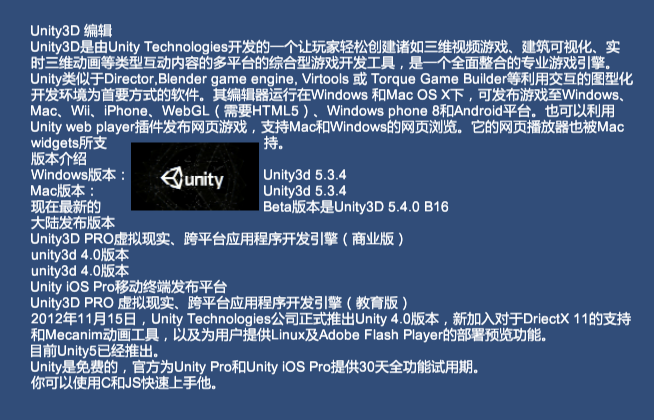 Unity3D 编辑
Unity3D是由Unity Technologies开发的一个让玩家轻松创建诸如三维视频游戏、建筑可视化、实
时三维动画等类型互动内容的多平台的综合型游戏开发工具，是一个全面整合的专业游戏引擎。
Unity类似于Director,Blender game engine, Virtools 或 Torque Game Builder等利用交互的图型化
开发环境为首要方式的软件。其编辑器运行在Windows 和Mac OS X下，可发布游戏至Windows、
Mac、Wii、iPhone、WebGL（需要HTML5）、Windows phone 8和Android平台。也可以利用
Unity web player插件发布网页游戏，支持Mac和Windows的网页浏览。它的网页播放器也被Mac
widgets所支 持。
版本介绍
Windows版本： Unity3d 5.3.4
unity
Mac版本： Unity3d 5.3.4
现在最新的 Beta版本是Unity3D 5.4.0 B16
大陆发布版本
Unity3D PRO虚拟现实、跨平台应用程序开发引擎（商业版）
unity3d 4.0版本
unity3d 4.0版本
Unity iOS Pro移动终端发布平台
Unity3D PRO 虚拟现实、跨平台应用程序开发引擎（教育版）
2012年11月15日，Unity Technologies公司正式推出Unity 4.0版本，新加入对于DriectX 11的支持
和Mecanim动画工具，以及为用户提供Linux及Adobe Flash Player的部署预览功能。
目前Unity5已经推出。
Unity是免费的，官方为Unity Pro和Unity iOS Pro提供30天全功能试用期。
你可以使用C和JS快速上手他。